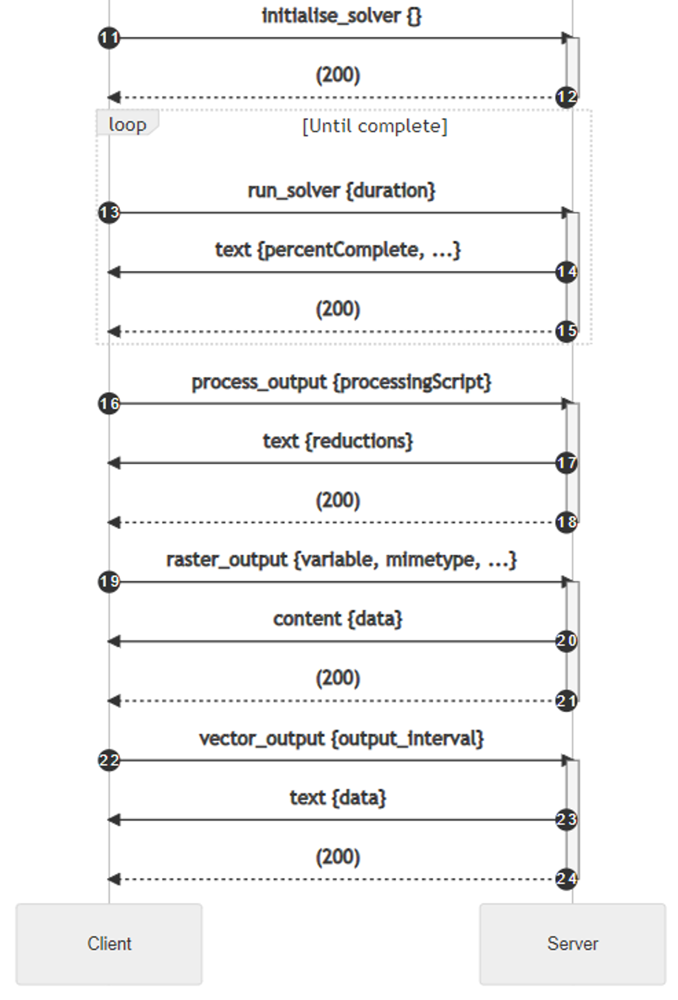 initialise_solver {}
11
(200)
12
loop
[Until complete]
run_solver {duration}
13
text {percentComplete, ...}
14
(200)
15
process_output {processingScript}
16
text {reductions}
17
(200)
18
raster_output {variable, mimetype, ...}
19
content {data}
20
(200)
21
vector_output {output_interval}
22
text {data}
23
(200)
24
Client
Server